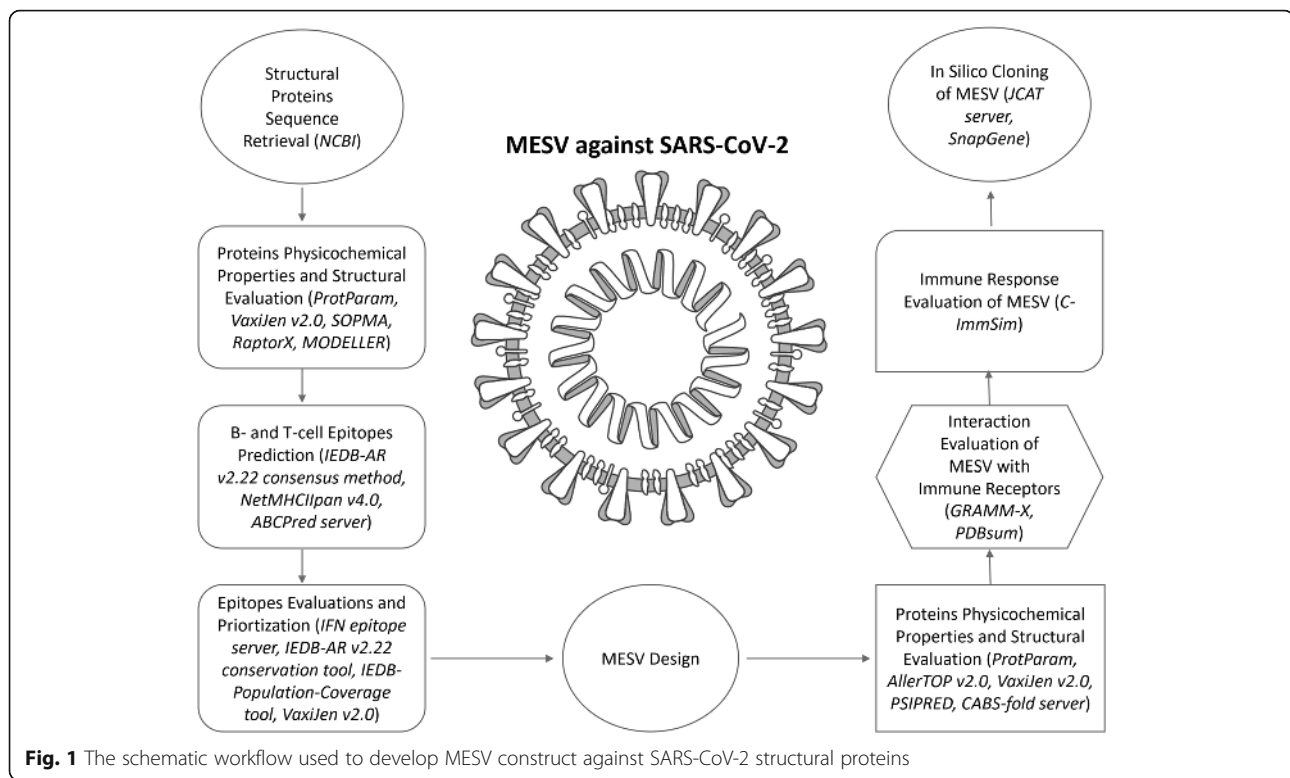 Structural
Proteins
Sequence
Retrieval (NCBI)
Proteins Physicochemical
Properties and Structural
Evaluation (ProtParam,
VaxiJen v2.0, SOPMA,
RaptorX, MODELLER)
B- and T-cell Epitopes
Prediction (IEDB-AR
v2.22 consensus method,
NetMHCIIpan v4.0,
ABCPred server)
Epitopes Evaluations and
Priortization (IFN epitope
server, IEDB-AR v2.22
conservation tool, IEDB-
Population-Coverage
tool, VaxiJen v2.0)
MESV against SARS-CoV-2
MESV Design
Proteins Physicochemical
Properties and Structural
Evaluation (ProtParam,
AllerTOP v2.0, VaxiJen v2.0,
PSIPRED, CABS-fold server)
Interaction
Evaluation of
MESV with
Immune Receptors
(GRAMM-X,
PDBsum)
Immune Response
Evaluation of MESV (C-
ImmSim)
In Silico Cloning
of MESV (JCAT
server,
SnapGene)
Fig. 1 The schematic workflow used to develop MESV construct against SARS-CoV-2 structural proteins